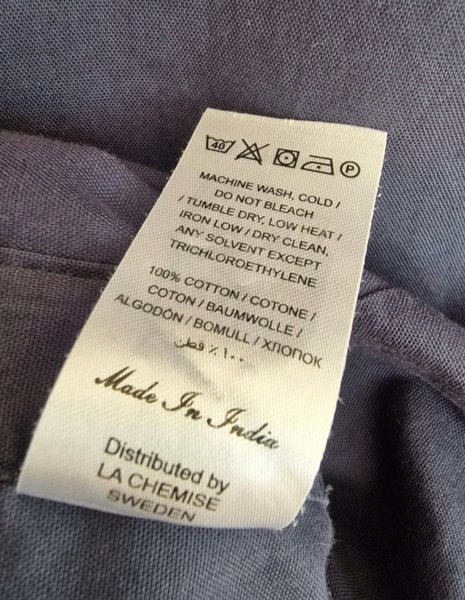 40 P
MACHINE WASH, COLD /
DO NOT BLEACH
/ TUMBLE DRY, LOW HEAT /
IRON LOW / DRY CLEAN,
ANY SOLVENT EXCEPT
TRICHLOROETHYLENE
100% COTTON / COTONE /
COTON / BAUMWOLLE /
ALGODÓN / BOMULL / ХЛОПОК
١٠٠ ٪ قطن
Made In India
Distributed by
LA CHEMISE
SWEDEN